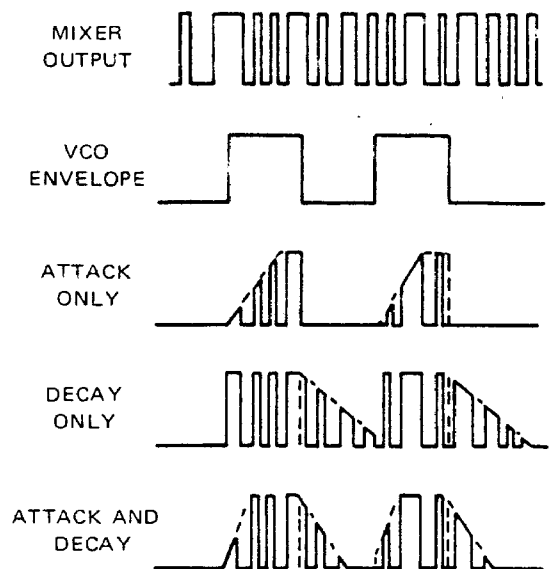 MIXER
OUTPUT
VCO
ENVELOPE
ATTACK
ONLY
DECAY
ONLY
ATTACK AND
DECAY